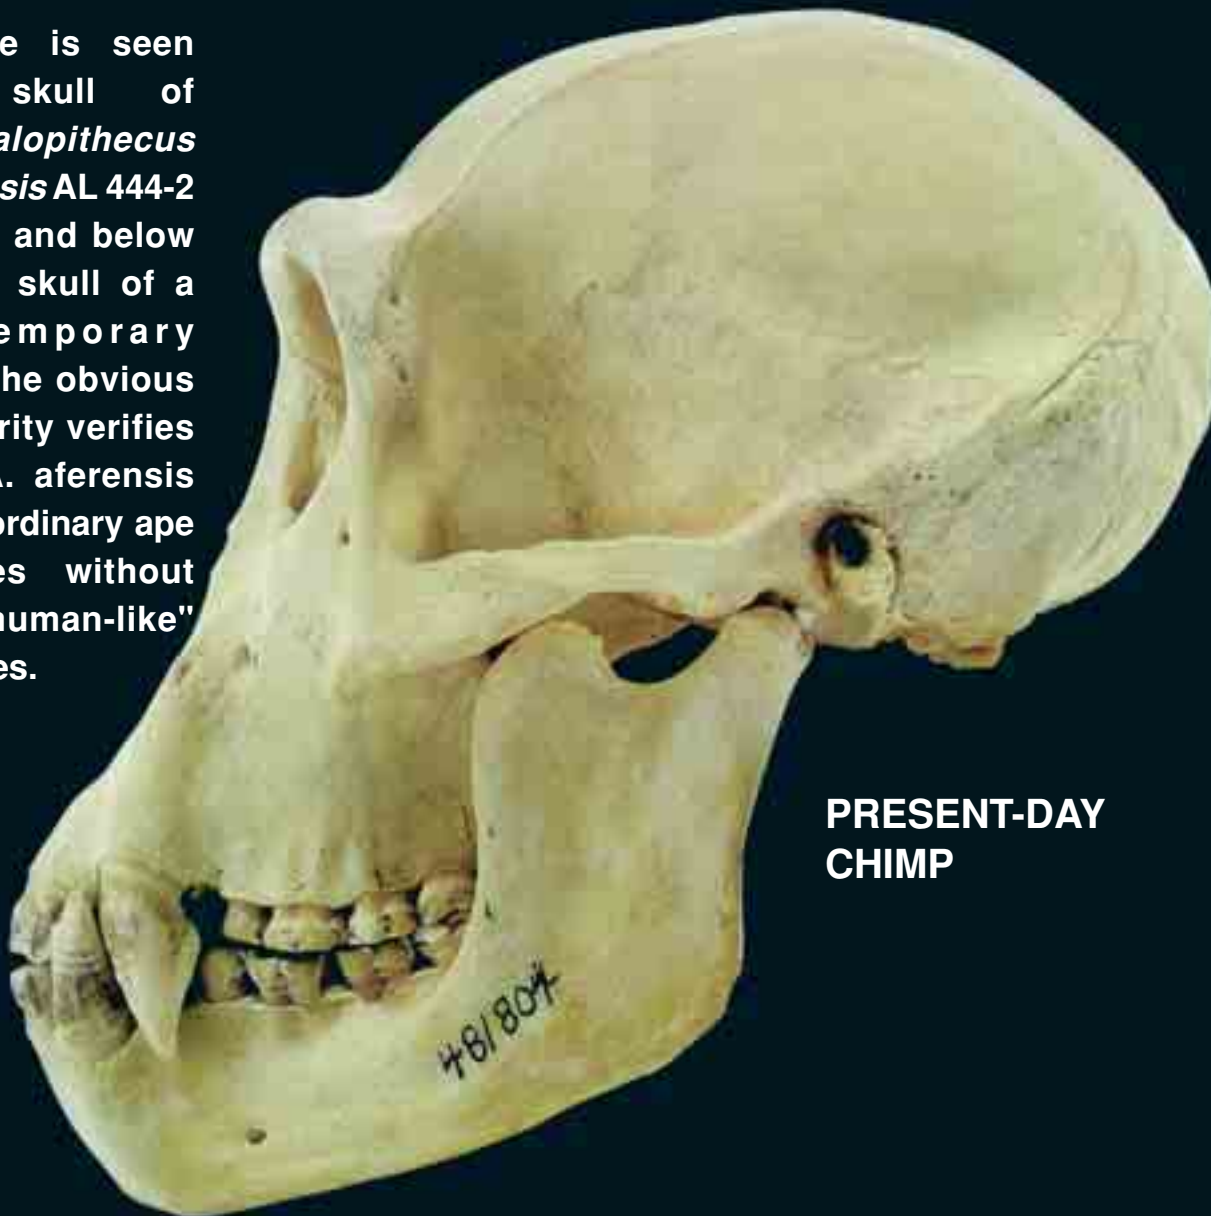 e is seen
skull of
alopithecus
sis AL 444-2
and below
skull of a
emporary
he obvious
rity verifies
A. aferensis
ordinary ape
es without
human-like"
es.
PRESENT-DAY
CHIMP
481804